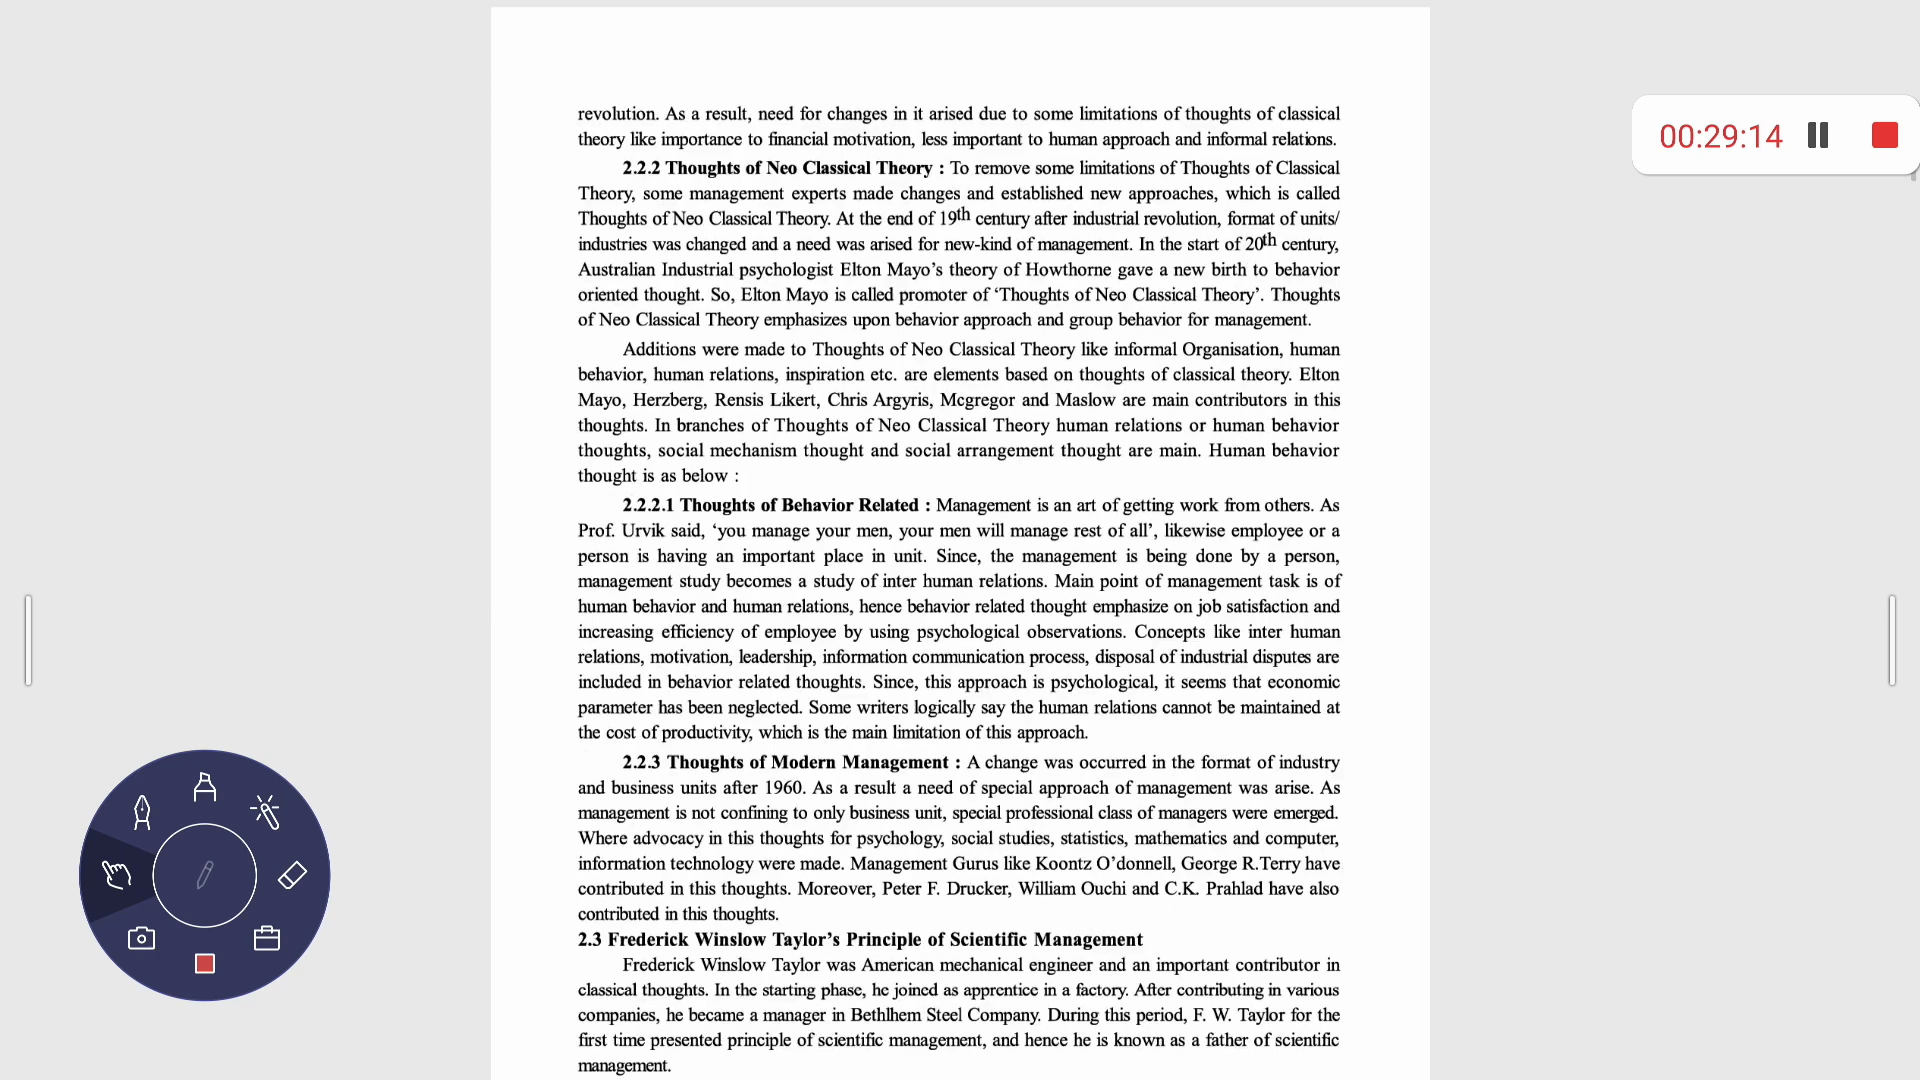 revolution. As a result, need for changes in it arised due to some limitations of thoughts of classical
theory like importance to financial motivation, less important to human approach and informal relations.
2.2.2 Thoughts of Neo Classical Theory : To remove some limitations of Thoughts of Classical
Theory, some management experts made changes and established new approaches, which is called
Thoughts of Neo Classical Theory. At the end of 19th century after industrial revolution, format of units/
industries was changed and a need was arised for new-kind of management. In the start of 20th century,
Australian Industrial psychologist Elton Mayo’s theory of Howthorne gave a new birth to behavior
oriented thought. So, Elton Mayo is called promoter of ‘Thoughts of Neo Classical Theory’. Thoughts
of Neo Classical Theory emphasizes upon behavior approach and group behavior for management.
Additions were made to Thoughts of Neo Classical Theory like informal Organisation, human
behavior, human relations, inspiration etc. are elements based on thoughts of classical theory. Elton
Mayo, Herzberg, Rensis Likert, Chris Argyris, Mcgregor and Maslow are main contributors in this
thoughts. In branches of Thoughts of Neo Classical Theory human relations or human behavior
thoughts, social mechanism thought and social arrangement thought are main. Human behavior
thought is as below :
2.2.2.1 Thoughts of Behavior Related : Management is an art of getting work from others. As
Prof. Urvik said, ‘you manage your men, your men will manage rest of all’, likewise employee or a
person is having an important place in unit. Since, the management is being done by a person,
management study becomes a study of inter human relations. Main point of management task is of
human behavior and human relations, hence behavior related thought emphasize on job satisfaction and
increasing efficiency of employee by using psychological observations. Concepts like inter human
relations, motivation, leadership, information communication process, disposal of industrial disputes are
included in behavior related thoughts. Since, this approach is psychological, it seems that economic
parameter has been neglected. Some writers logically say the human relations cannot be maintained at
the cost of productivity, which is the main limitation of this approach.
2.2.3 Thoughts of Modern Management : A change was occurred in the format of industry
and business units after 1960. As a result a need of special approach of management was arise. As
management is not confining to only business unit, special professional class of managers were emerged.
Where advocacy in this thoughts for psychology, social studies, statistics, mathematics and computer,
information technology were made. Management Gurus like Koontz O’donnell, George R.Terry have
contributed in this thoughts. Moreover, Peter F. Drucker, William Ouchi and C.K. Prahlad have also
contributed in this thoughts.
2.3 Frederick Winslow Taylor’s Principle of Scientific Management
Frederick Winslow Taylor was American mechanical engineer and an important contributor in
classical thoughts. In the starting phase, he joined as apprentice in a factory. After contributing in various
companies, he became a manager in Bethlhem Steel Company. During this period, F. W. Taylor for the
first time presented principle of scientific management, and hence he is known as a father of scientific
management.
00:29:14